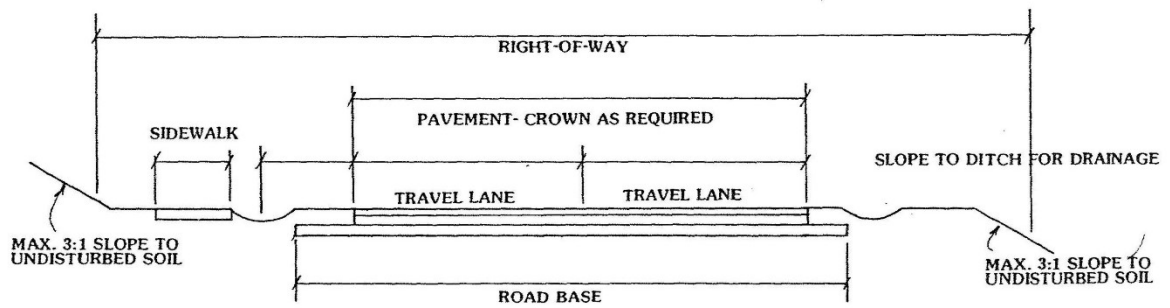 RIGHT-OF-WAY
PAVEMENT- CROWN AS REQUIRED
SIDEWALK
SLOPE TO DITCH FOR DRAINAGE
TRAVEL LANE
TRAVEL LANE
MAX. 3:1 SLOPE TO
UNDISTURBED SOIL
MAX. 3:1 SLOPE TO
UNDISTURBED SOIL
ROAD BASE